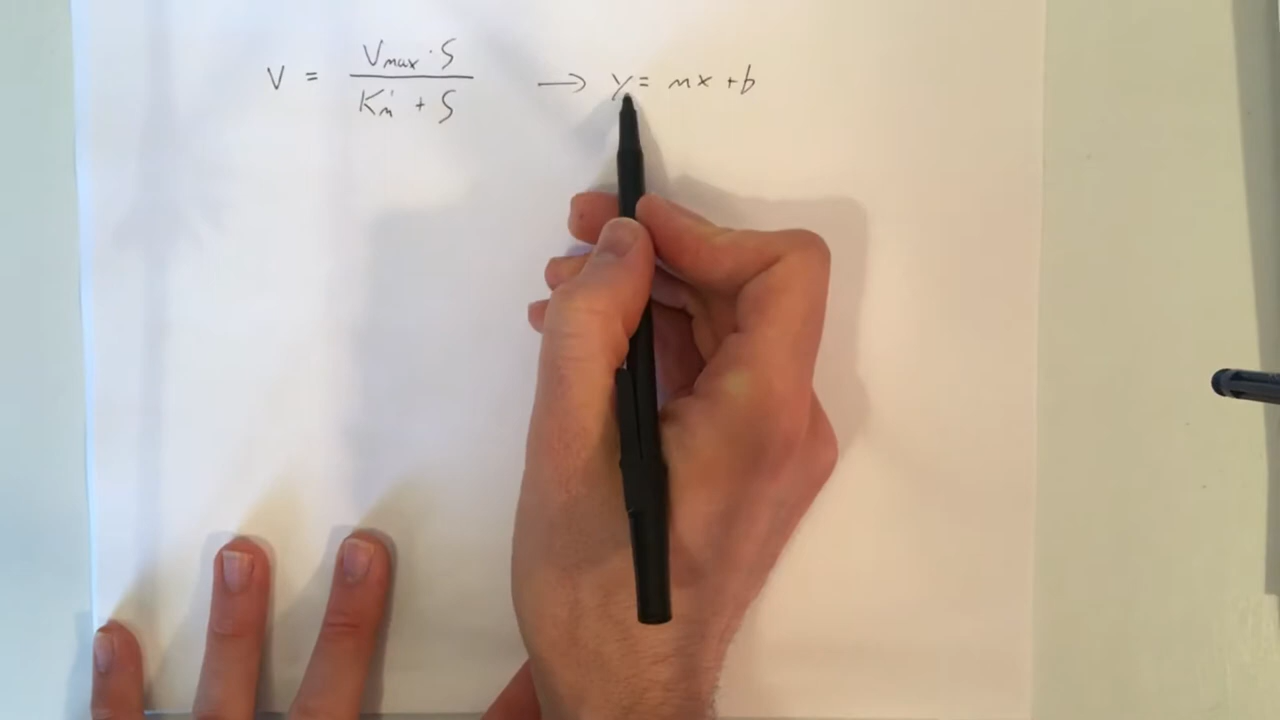 V = Vmax · S / Km' + S → y = mx + b